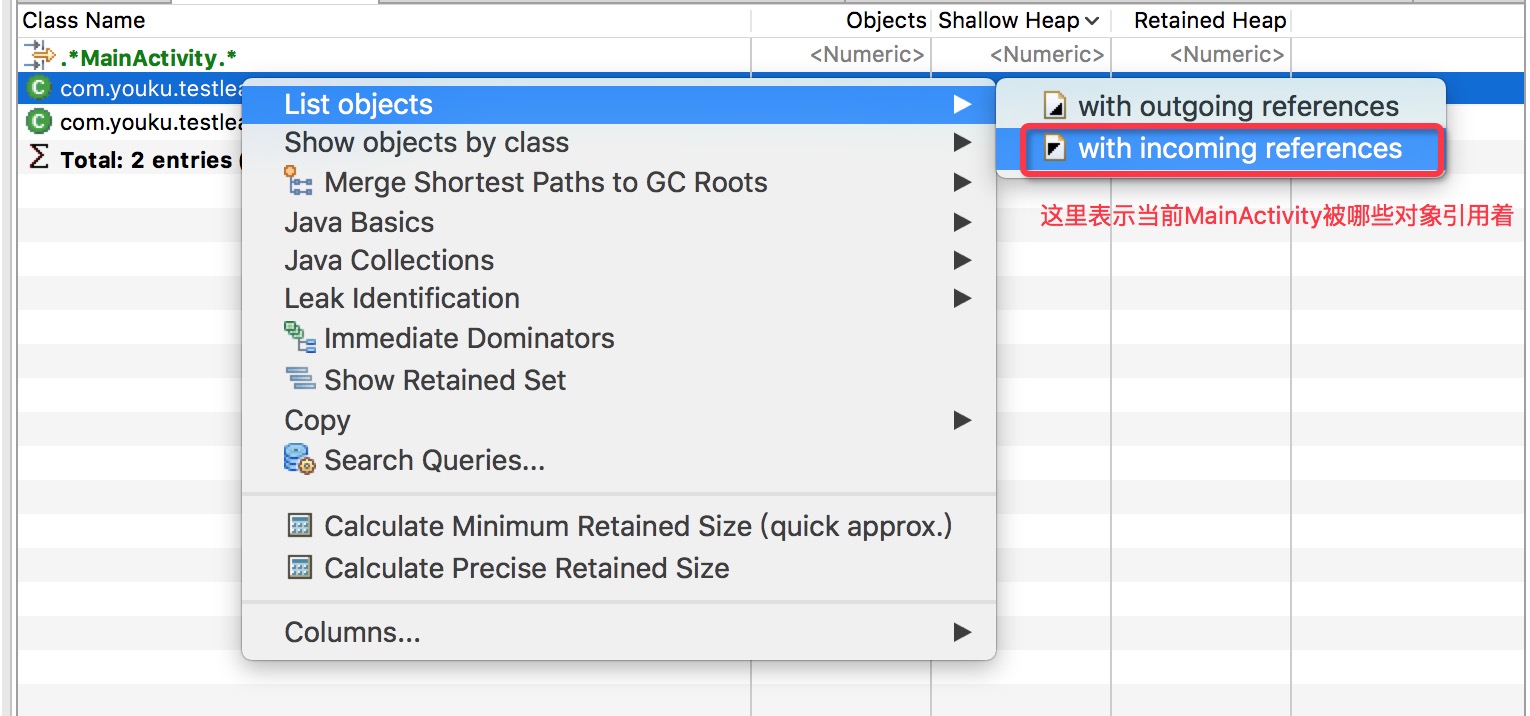 Class Name Objects Shallow Heap Retained Heap
.*MainActivity.* <Numeric> <Numeric> <Numeric>
C com.youku.testlea
C com.youku.testlea
Σ Total: 2 entries (
List objects
Show objects by class
Merge Shortest Paths to GC Roots
Java Basics
Java Collections
Leak Identification
Immediate Dominators
Show Retained Set
Copy
Search Queries...
Calculate Minimum Retained Size (quick approx.)
Calculate Precise Retained Size
Columns...
with outgoing references
with incoming references
这里表示当前MainActivity被哪些对象引用着